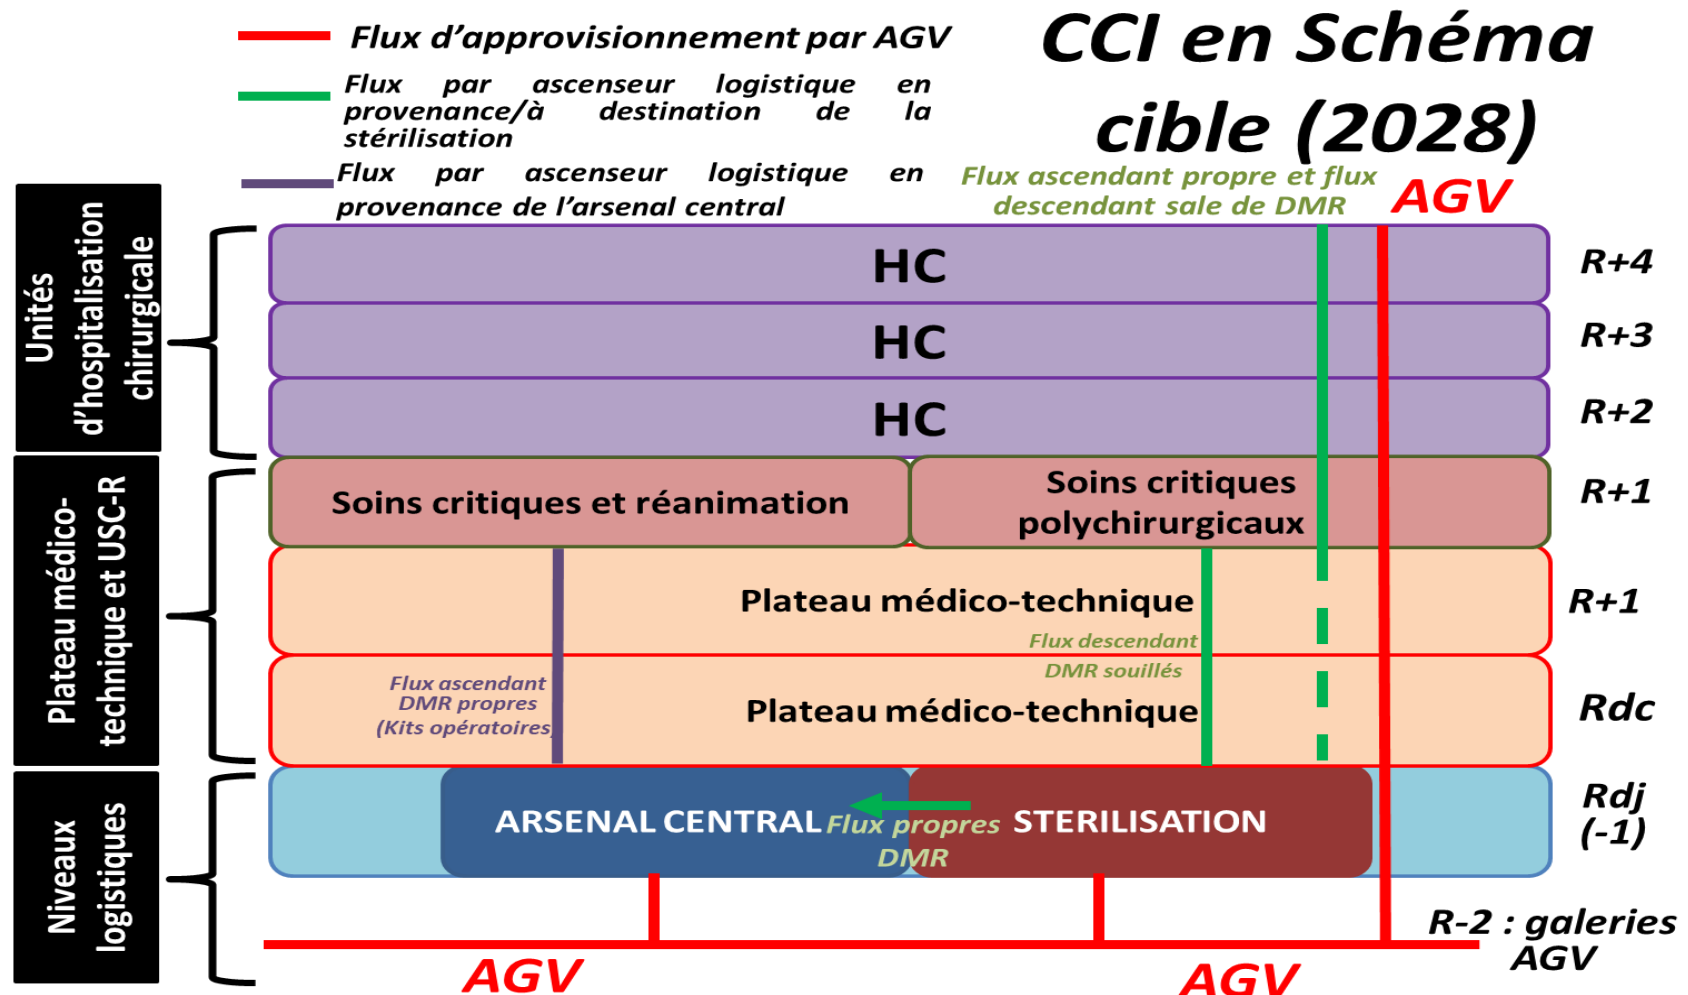 Flux d'approvisionnement par AGV
Flux par ascenseur logistique en
provenance/à destination de la
stérilisation
Flux par ascenseur logistique en
provenance de l'arsenal central
CCI en Schéma
cible (2028)
Flux ascendant propre et flux
descendant sale de DMR
AGV
Unités
d'hospitalisation
chirurgicale
HC
R+4
HC
R+3
HC
R+2
Plateau médico-
technique et USC-R
Soins critiques et réanimation
Soins critiques
polychirurgicaux
R+1
Plateau médico-technique
R+1
Flux descendant
DMR souillés
Flux ascendant
DMR propres
(Kits opératoires)
Plateau médico-technique
Rdc
Niveaux
logistiques
ARSENAL CENTRAL
Flux propres
DMR
STERILISATION
Rdj
(-1)
R-2 : galeries
AGV
AGV
AGV